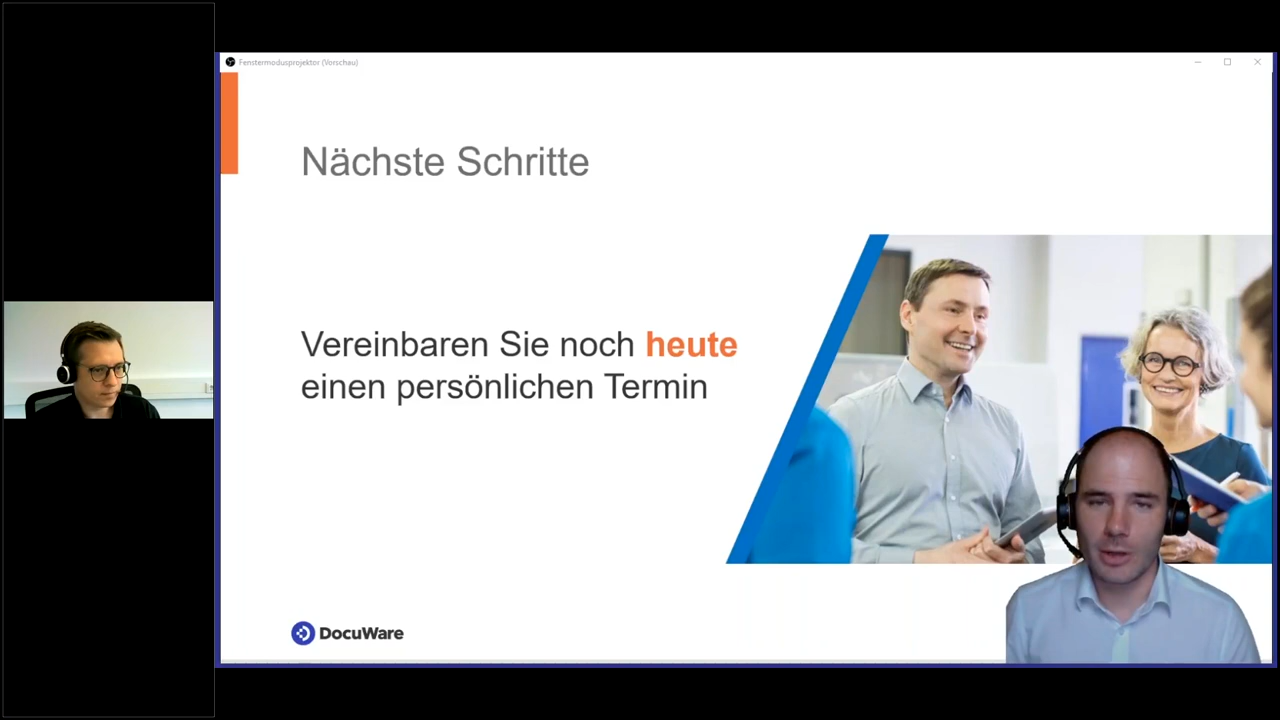 Fenstermodusprojektor (Vorschau)
Nächste Schritte
Vereinbaren Sie noch heute
einen persönlichen Termin
DocuWare